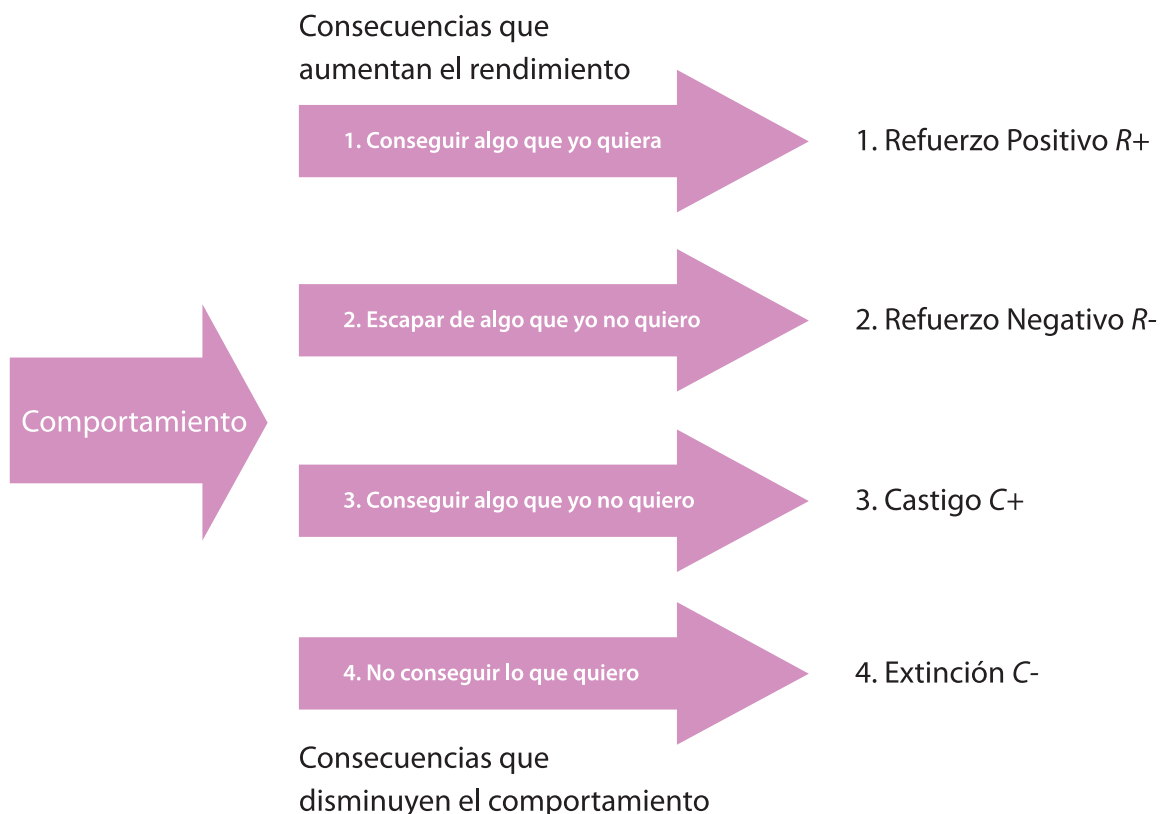 Consecuencias que
aumentan el rendimiento
1. Conseguir algo que yo quiera
1. Refuerzo Positivo R+
2. Escapar de algo que yo no quiero
2. Refuerzo Negativo R-
Comportamiento
3. Conseguir algo que yo no quiero
3. Castigo C+
4. No conseguir lo que quiero
4. Extinción C-
Consecuencias que
disminuyen el comportamiento